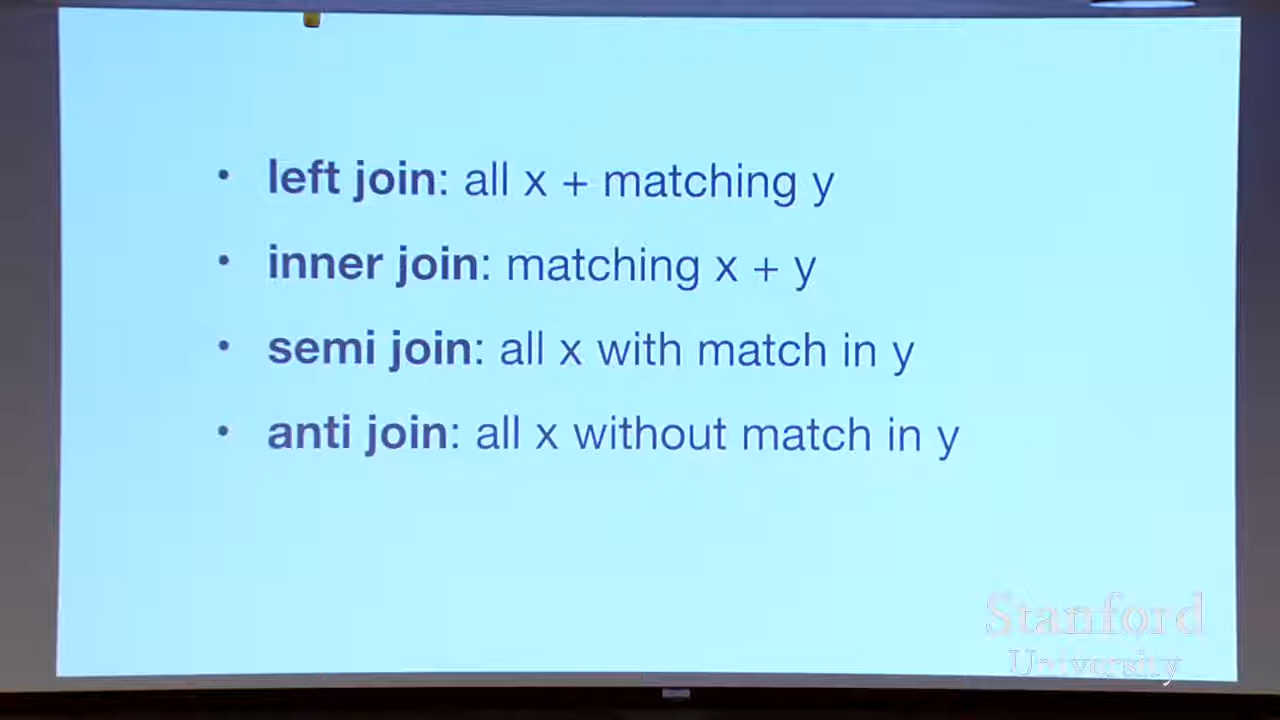 • left join: all x + matching y
• inner join: matching x + y
• semi join: all x with match in y
• anti join: all x without match in y
Stanford
University